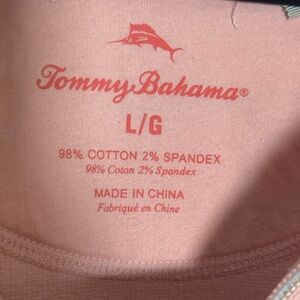 Tommy Bahama®
L/G
98% COTTON 2% SPANDEX
98% Coton 2% Spandex
MADE IN CHINA
Fabriqué en Chine